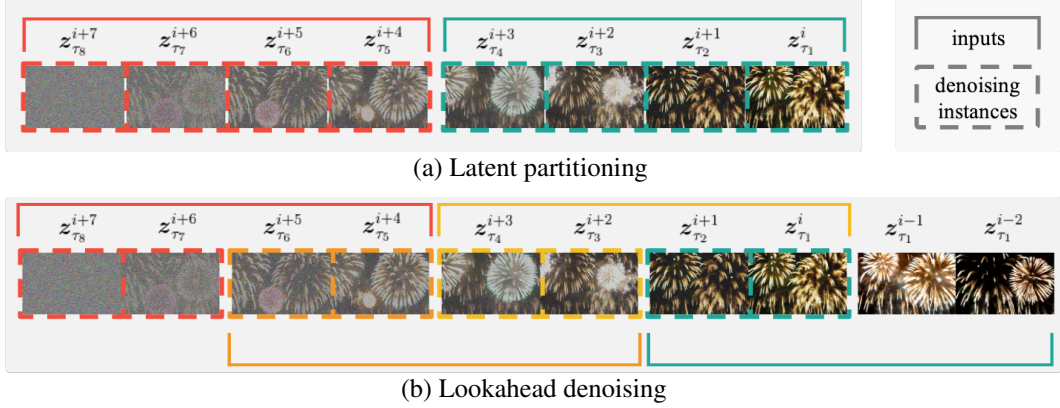 z^{i+7}_{τ_8} z^{i+6}_{τ_7} z^{i+5}_{τ_6} z^{i+4}_{τ_5} z^{i+3}_{τ_4} z^{i+2}_{τ_3} z^{i+1}_{τ_2} z^{i}_{τ_1}
inputs
denoising
instances
(a) Latent partitioning
z^{i+7}_{τ_8} z^{i+6}_{τ_7} z^{i+5}_{τ_6} z^{i+4}_{τ_5} z^{i+3}_{τ_4} z^{i+2}_{τ_3} z^{i+1}_{τ_2} z^{i}_{τ_1} z^{i-1}_{τ_1} z^{i-2}_{τ_1}
(b) Lookahead denoising